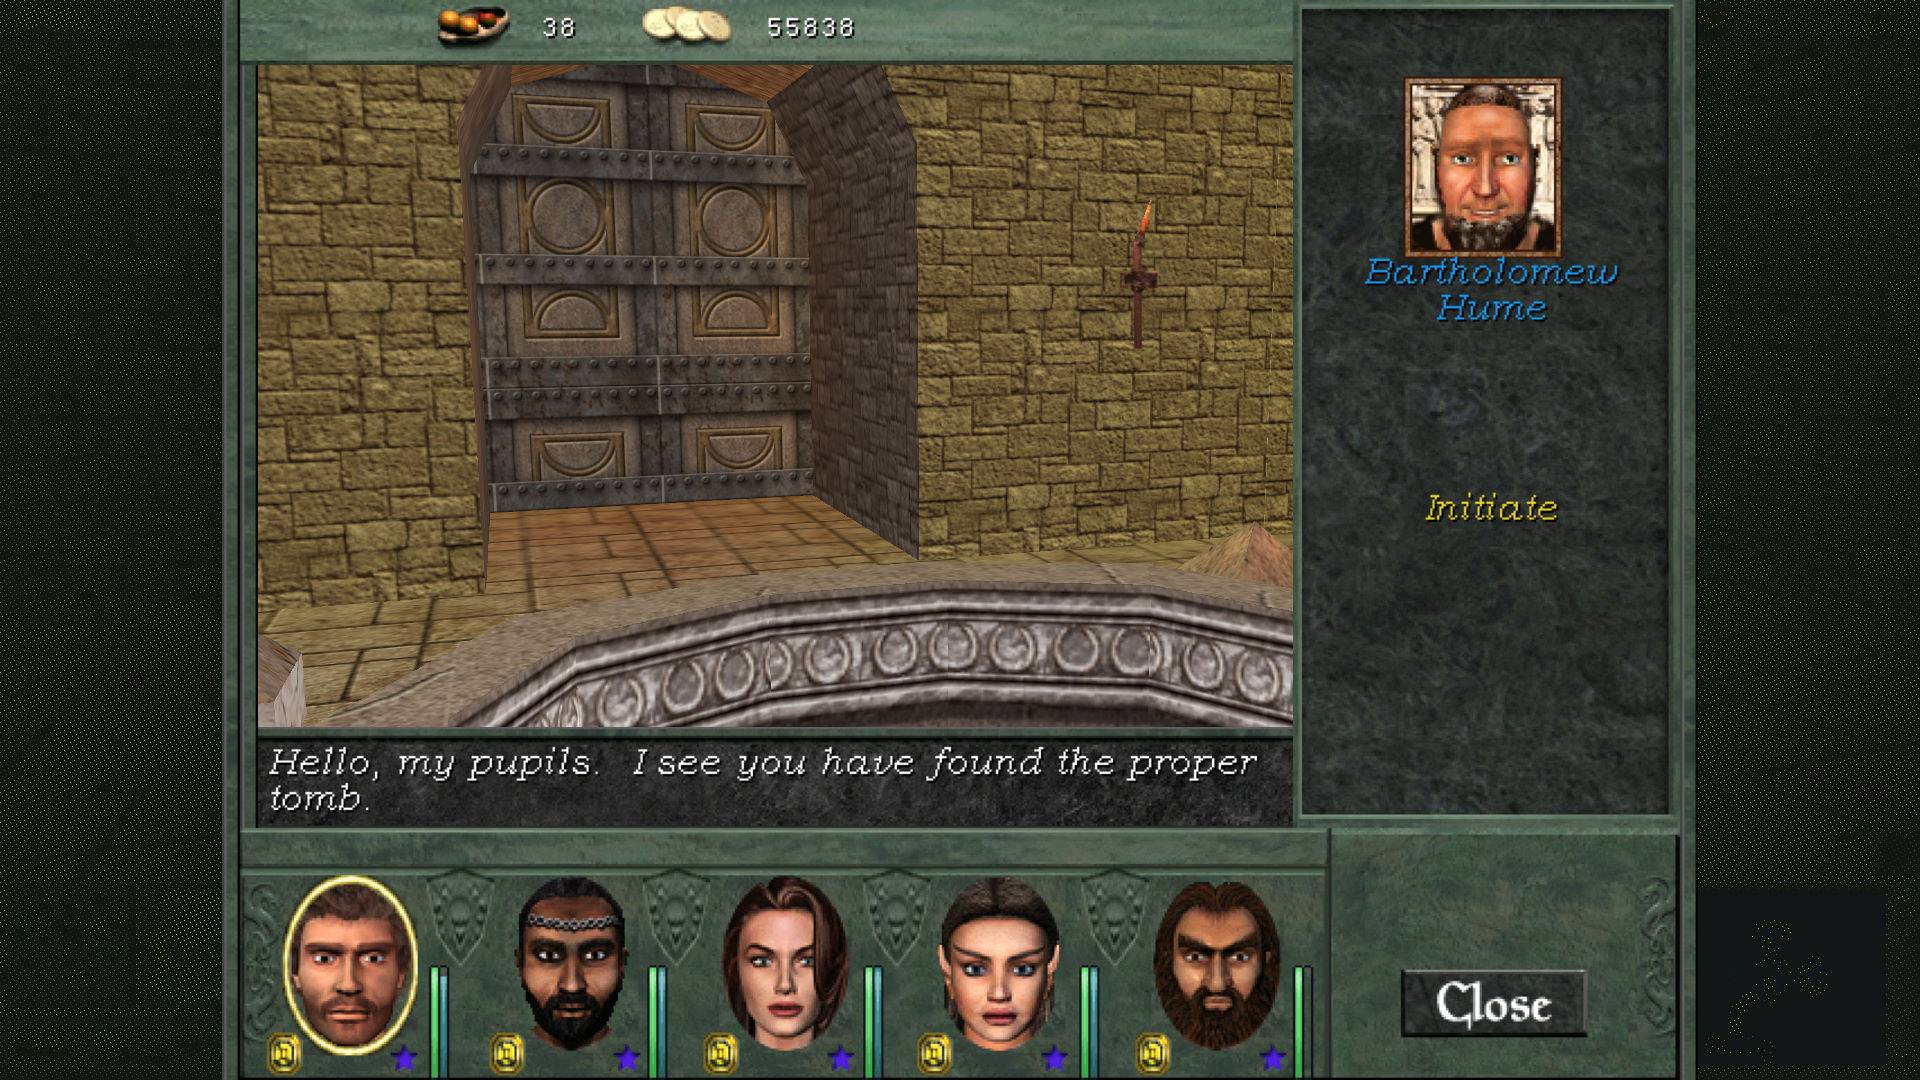 38 55838
Bartholomew
Hume
Initiate
Hello, my pupils. I see you have found the proper
tomb.
Close